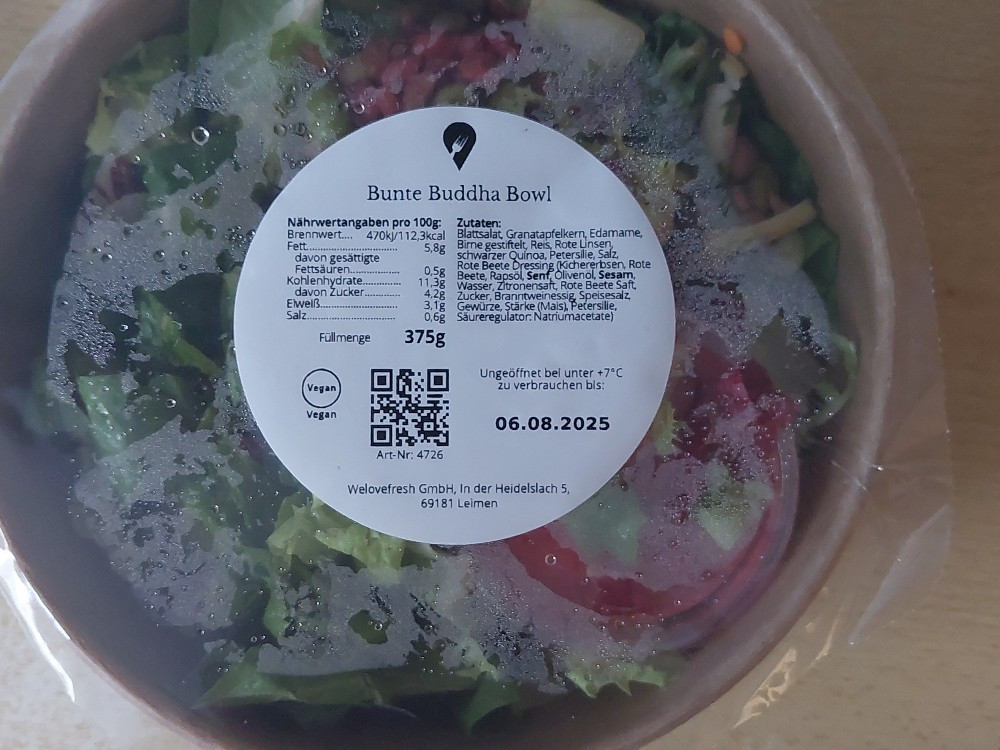 Bunte Buddha Bowl
Nährwertangaben pro 100g:
Brennwert.... 470kJ/112,3kcal
Fett.............................. 5,8g
davon gesättigte
Fettsäuren......................... 0,5g
Kohlenhydrate................. 11,3g
davon Zucker............ 4,2g
Eiweiß............................ 3,1g
Salz................................ 0,6g
Füllmenge 375g
Zutaten:
Blattsalat, Granatapfelkern, Edamame,
Birne gestiftelt, Reis, Rote Linsen,
schwarzer Quinoa, Petersilie, Salz,
Rote Beete Dressing (Kichererbsen, Rote
Beete, Rapsöl, Senf, Olivenöl, Sesam,
Wasser, Zitronensaft, Rote Beete Saft,
Zucker, Branntweinessig, Speisesalz,
Gewürze, Stärke (Mais), Petersilie,
Säureregulator: Natriumacetate)
Vegan
Vegan
Art-Nr: 4726
Ungeöffnet bei unter +7°C
zu verbrauchen bis:
06.08.2025
Welovefresh GmbH, In der Heidelslach 5,
69181 Leimen